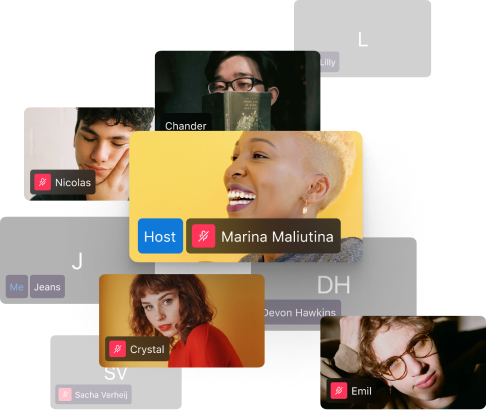 L
Lilly
Chander
Nicolas
Host
Marina Maliutina
J
Me
Jeans
DH
Devon Hawkins
Crystal
SV
Sacha Verheij
Emil